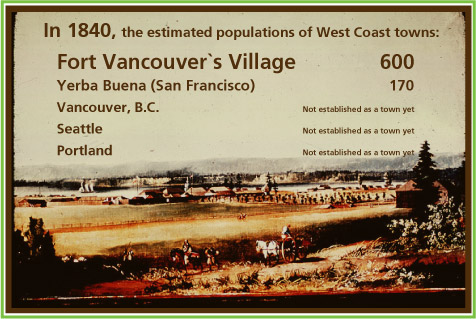 In 1840, the estimated populations of West Coast towns:
Fort Vancouver`s Village 600
Yerba Buena (San Francisco) 170
Vancouver, B.C. Not established as a town yet
Seattle Not established as a town yet
Portland Not established as a town yet